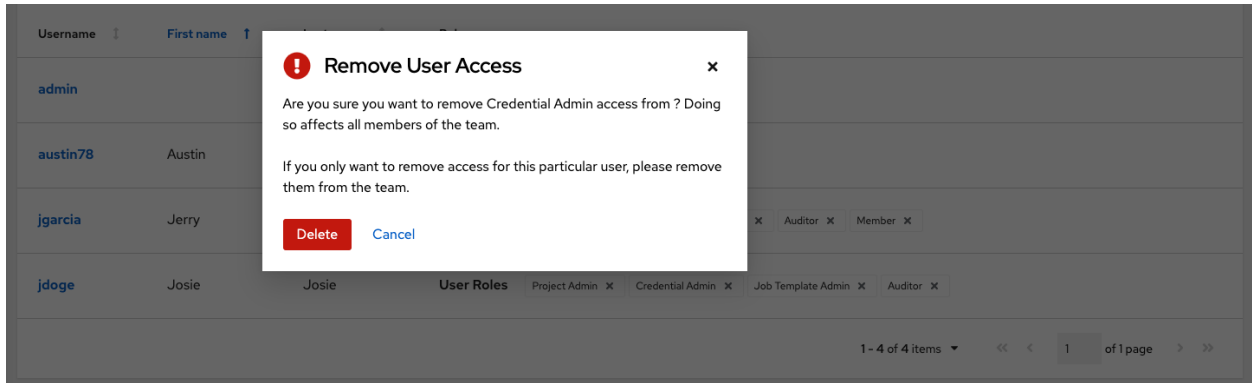 Username First name
Remove User Access
Are you sure you want to remove Credential Admin access from ? Doing
so affects all members of the team.
If you only want to remove access for this particular user, please remove
them from the team.
Delete Cancel
admin
austin78 Austin
jgarcia Jerry Auditor Member
jdoge Josie Josie User Roles Project Admin Credential Admin Job Template Admin Auditor
1 - 4 of 4 items 1 of 1 page